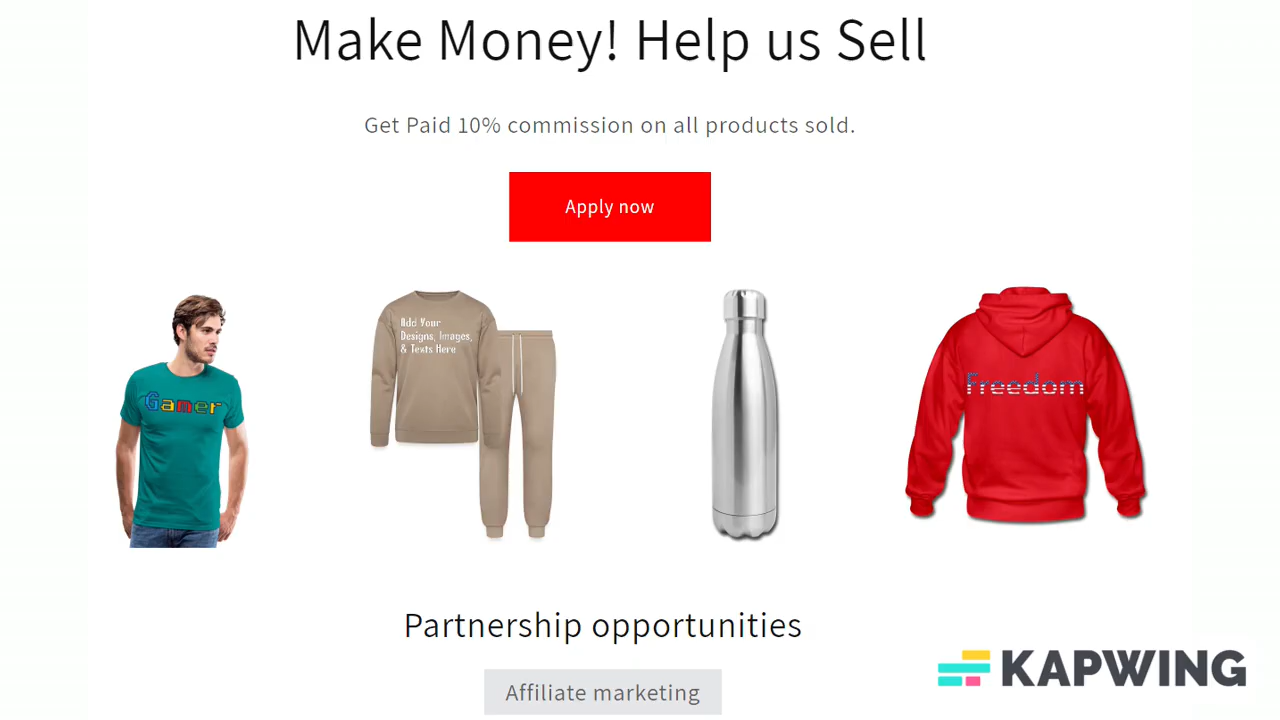 Make Money! Help us Sell
Get Paid 10% commission on all products sold.
Apply now
Gamer
Add Your
Designs, Images,
& Texts Here
Freedom
Partnership opportunities
Affiliate marketing
KAPWING